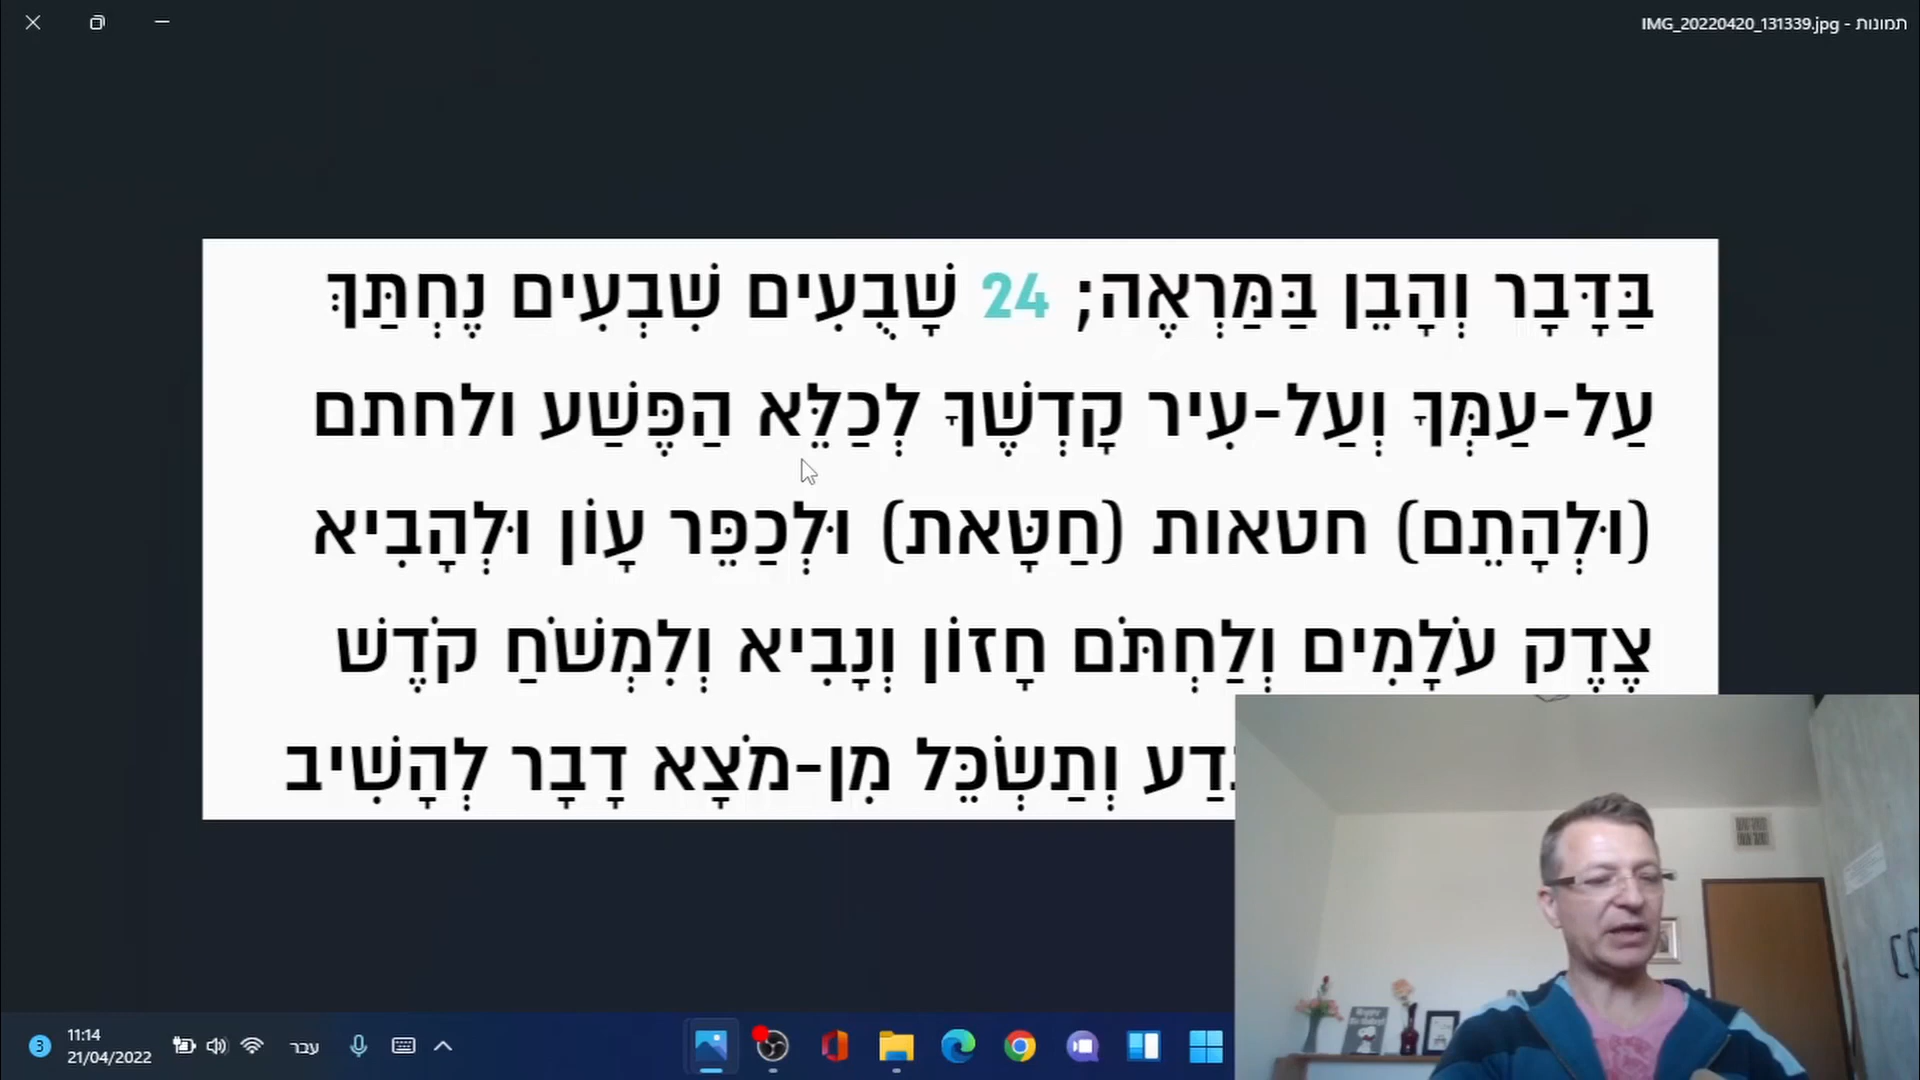 תמונות - IMG_20220420_131339.jpg
בַּדָּבָר וְהָבֵן בַּמַּרְאֶה; 24 שָׁבֻעִים שִׁבְעִים נֶחְתַּךְ
עַל-עַמְּךָ וְעַל-עִיר קָדְשֶׁךָ לְכַלֵּא הַפֶּשַׁע ולחתם
(וּלְהָתֵם) חטאות (חַטָּאת) וּלְכַפֵּר עָוֺן וּלְהָבִיא
צֶדֶק עֹלָמִים וְלַחְתֹּם חָזוֹן וְנָבִיא וְלִמְשֹׁחַ קֹדֶשׁ
וְתַשְׂכֵּל מִן-מֹצָא דָבָר לְהָשִׁיב
3
11:14
21/04/2022
עבר